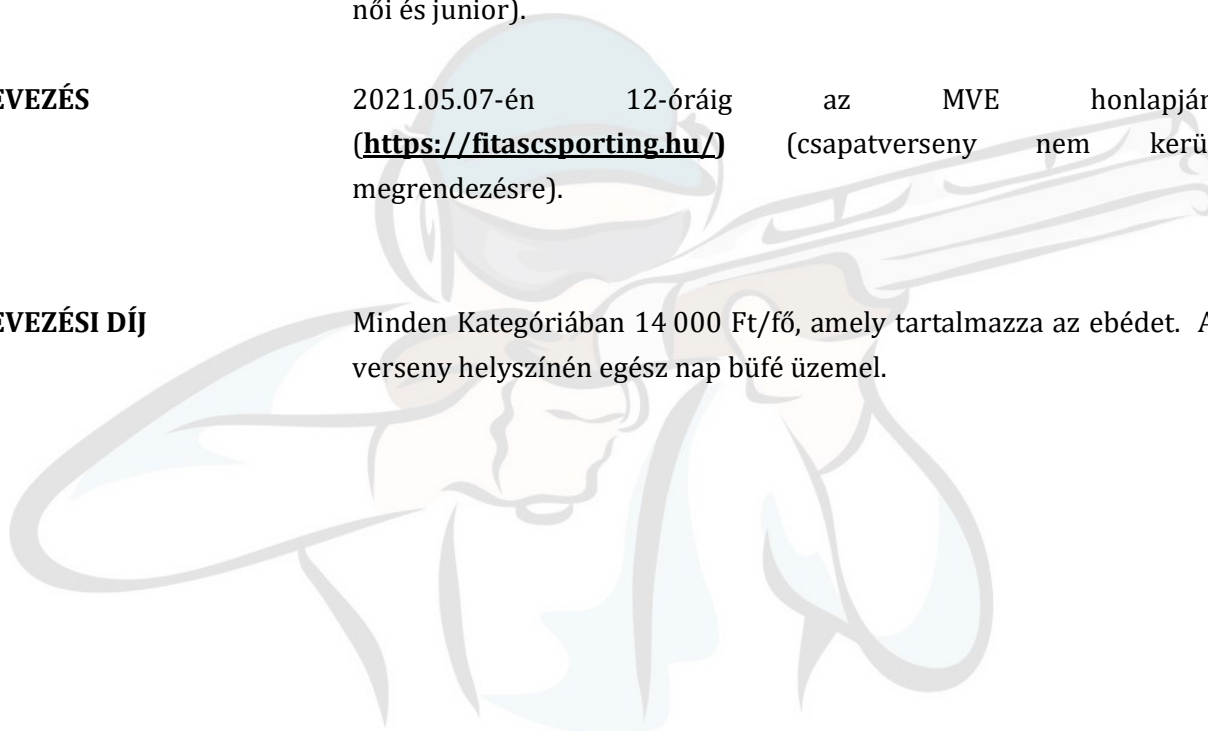 női és junior).
EVEZÉS 2021.05.07-én 12-óráig az MVE honlapján
(https://fitascsporting.hu/) (csapatverseny nem kerü
megrendezésre).
EVEZÉSI DÍJ Minden Kategóriában 14 000 Ft/fő, amely tartalmazza az ebédet. A
verseny helyszínén egész nap büfé üzemel.